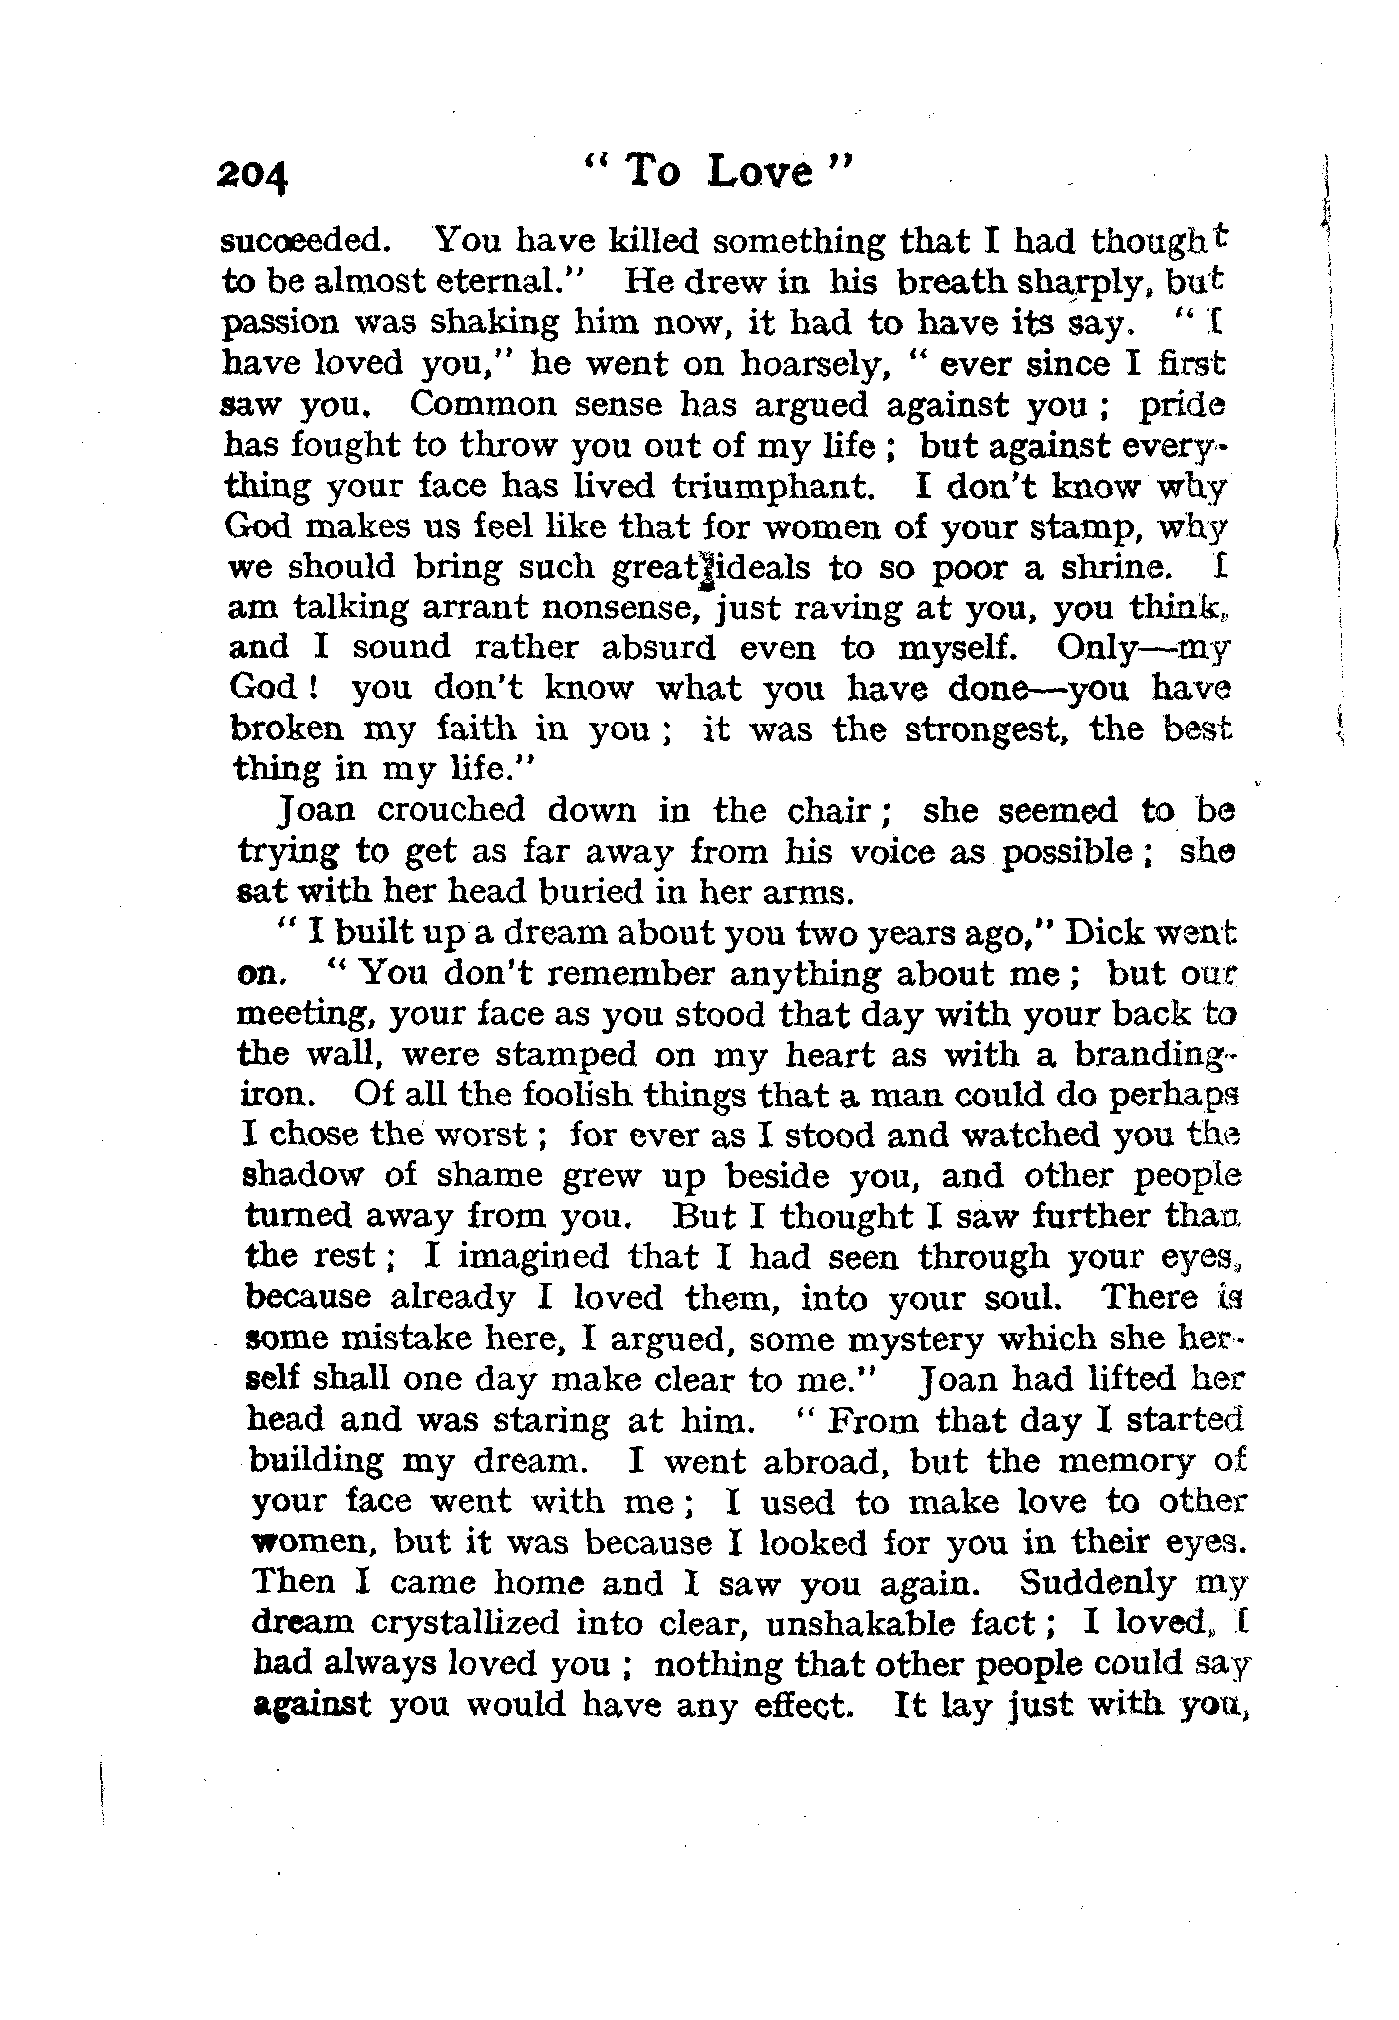 204 " To Love "
succeeded. You have killed something that I had thought
to be almost eternal." He drew in his breath sharply, but
passion was shaking him now, it had to have its say. " I
have loved you," he went on hoarsely, " ever since I first
saw you. Common sense has argued against you ; pride
has fought to throw you out of my life ; but against every-
thing your face has lived triumphant. I don't know why
God makes us feel like that for women of your stamp, why
we should bring such great ideals to so poor a shrine. I
am talking arrant nonsense, just raving at you, you think,
and I sound rather absurd even to myself. Only—my
God ! you don't know what you have done—you have
broken my faith in you ; it was the strongest, the best
thing in my life."
Joan crouched down in the chair ; she seemed to be
trying to get as far away from his voice as possible ; she
sat with her head buried in her arms.
" I built up a dream about you two years ago," Dick went
on. " You don't remember anything about me ; but our
meeting, your face as you stood that day with your back to
the wall, were stamped on my heart as with a branding-
iron. Of all the foolish things that a man could do perhaps
I chose the worst ; for ever as I stood and watched you the
shadow of shame grew up beside you, and other people
turned away from you. But I thought I saw further than
the rest ; I imagined that I had seen through your eyes,
because already I loved them, into your soul. There is
some mistake here, I argued, some mystery which she her-
self shall one day make clear to me." Joan had lifted her
head and was staring at him. " From that day I started
building my dream. I went abroad, but the memory of
your face went with me ; I used to make love to other
women, but it was because I looked for you in their eyes.
Then I came home and I saw you again. Suddenly my
dream crystallized into clear, unshakable fact ; I loved, I
had always loved you ; nothing that other people could say
against you would have any effect. It lay just with you,